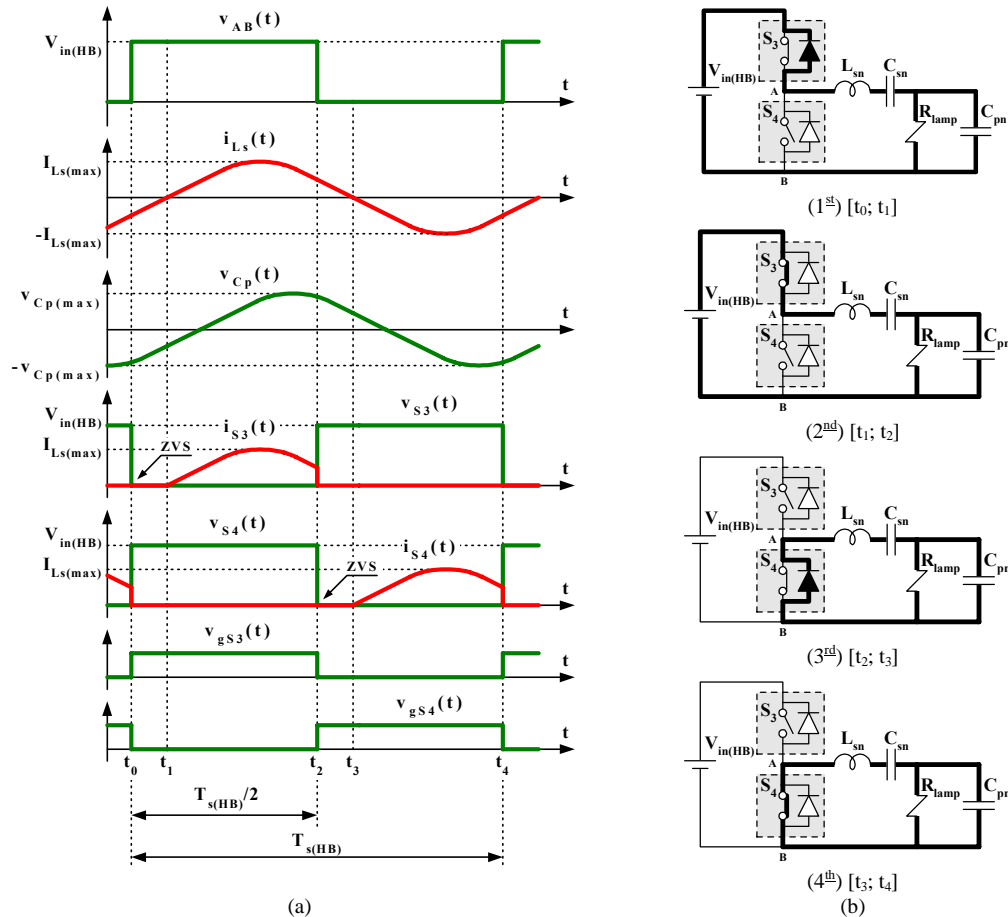 v_AB(t)
V_in(HB)
t
i_Ls(t)
I_Ls(max)
t
-I_Ls(max)
v_Cp(t)
v_Cp(max)
t
-v_Cp(max)
v_S3(t)
V_in(HB)
i_S3(t)
I_Ls(max)
ZVS
t
v_S4(t)
V_in(HB)
i_S4(t)
I_Ls(max)
ZVS
t
v_gS3(t)
t
v_gS4(t)
t
t_0 t_1 t_2 t_3 t_4
T_s(HB)/2
T_s(HB)
(a)
S_3
L_sn C_sn
V_in(HB)
A
R_lamp C_pn
S_4
B
(1st) [t_0; t_1]
S_3
L_sn C_sn
V_in(HB)
A
R_lamp C_pn
S_4
B
(2nd) [t_1; t_2]
S_3
L_sn C_sn
V_in(HB)
A
R_lamp C_pn
S_4
B
(3rd) [t_2; t_3]
S_3
L_sn C_sn
V_in(HB)
A
R_lamp C_pn
S_4
B
(4th) [t_3; t_4]
(b)